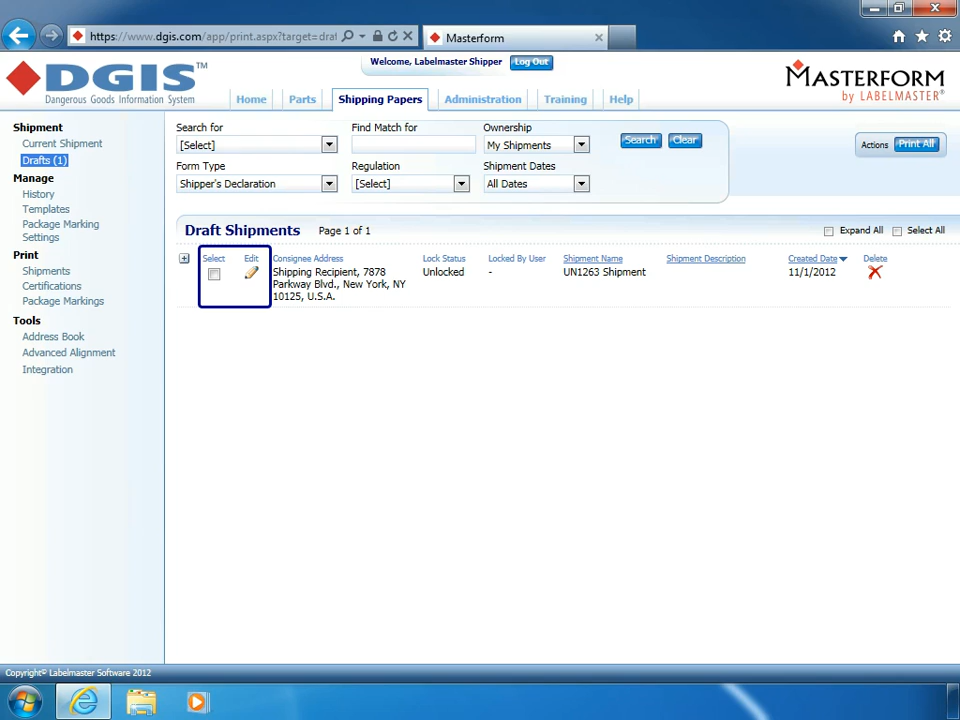 https://www.dgis.com/app/print.aspx?target=draf
Masterform
DGIS™
Dangerous Goods Information System
Welcome, Labelmaster Shipper
Log Out
MASTERFORM
by LABELMASTER®
Home
Parts
Shipping Papers
Administration
Training
Help
Shipment
Current Shipment
Drafts (1)
Manage
History
Templates
Package Marking
Settings
Print
Shipments
Certifications
Package Markings
Tools
Address Book
Advanced Alignment
Integration
Search for
[Select]
Find Match for
Ownership
My Shipments
Search
Clear
Form Type
Shipper's Declaration
Regulation
[Select]
Shipment Dates
All Dates
Actions
Print All
Draft Shipments
Page 1 of 1
Expand All
Select All
Select
Edit
Consignee Address
Lock Status
Locked By User
Shipment Name
Shipment Description
Created Date
Delete
Shipping Recipient, 7878
Parkway Blvd., New York, NY
10125, U.S.A.
Unlocked
-
UN1263 Shipment
11/1/2012
Copyright© Labelmaster Software 2012